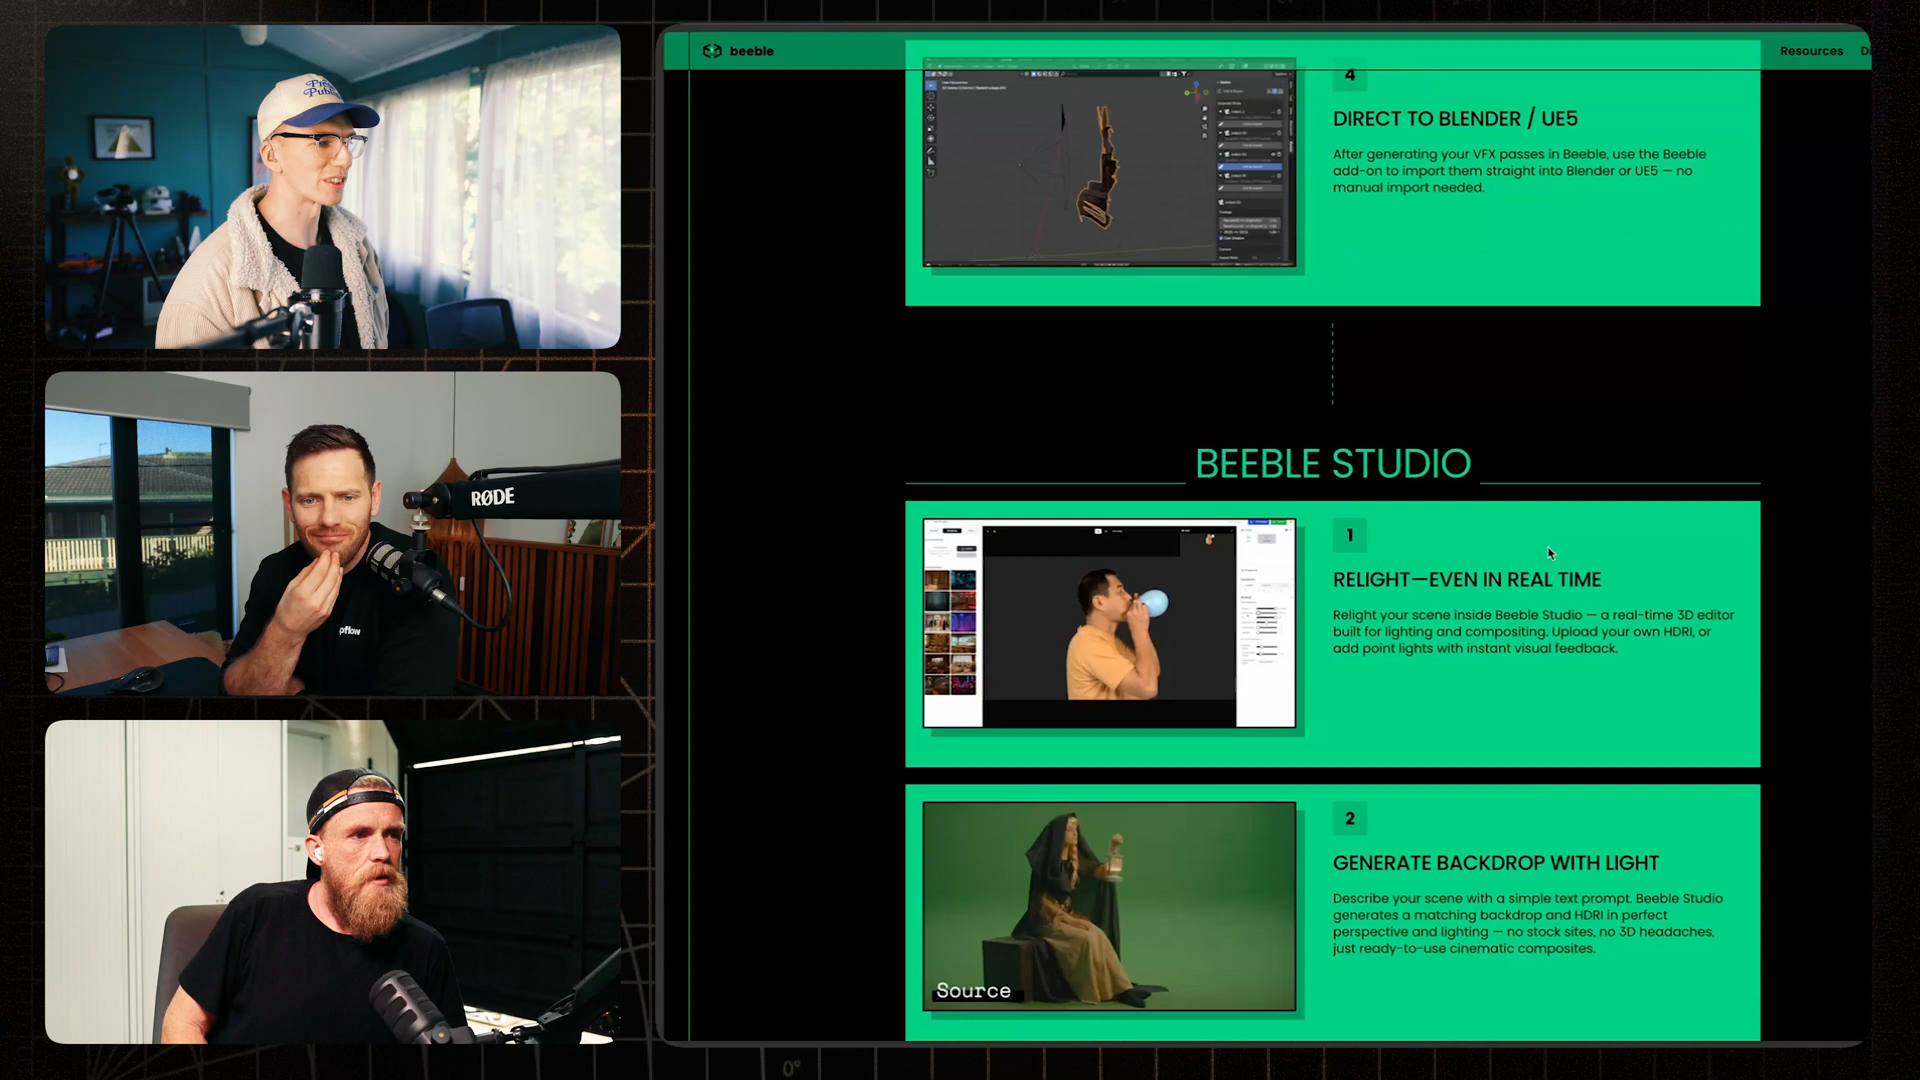 Pre
Publi
RØDE
pflow
beeble
Resources
4
DIRECT TO BLENDER / UE5
After generating your VFX passes in Beeble, use the Beeble
add-on to import them straight into Blender or UE5 — no
manual import needed.
BEEBLE STUDIO
1
RELIGHT—EVEN IN REAL TIME
Relight your scene inside Beeble Studio — a real-time 3D editor
built for lighting and compositing. Upload your own HDRI, or
add point lights with instant visual feedback.
Source
2
GENERATE BACKDROP WITH LIGHT
Describe your scene with a simple text prompt. Beeble Studio
generates a matching backdrop and HDRI in perfect
perspective and lighting — no stock sites, no 3D headaches,
just ready-to-use cinematic composites.
0°